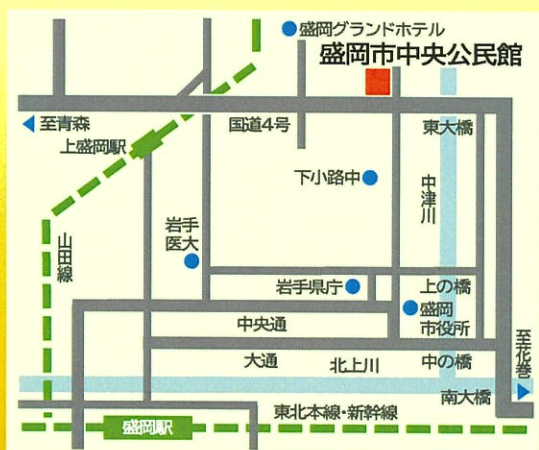 盛岡グランドホテル
盛岡市中央公民館
至青森
国道4号
東大橋
上盛岡駅
下小路中
中津川
岩手
医大
山田線
岩手県庁
上の橋
盛岡
市役所
中央通
大通
北上川
中の橋
至花巻
南大橋
東北本線・新幹線
盛岡駅